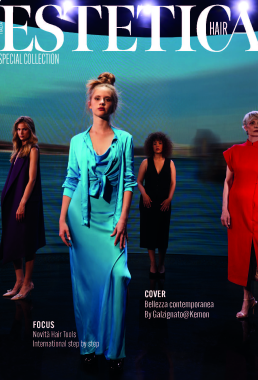 ESTETICA
HAIR
SPECIAL COLLECTION
COVER
Bellezza contemporanea
By Galzignato@Kemon
FOCUS
Novità Hair Tools
International step by step